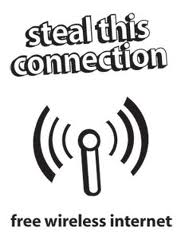 steal this
connection
free wireless internet